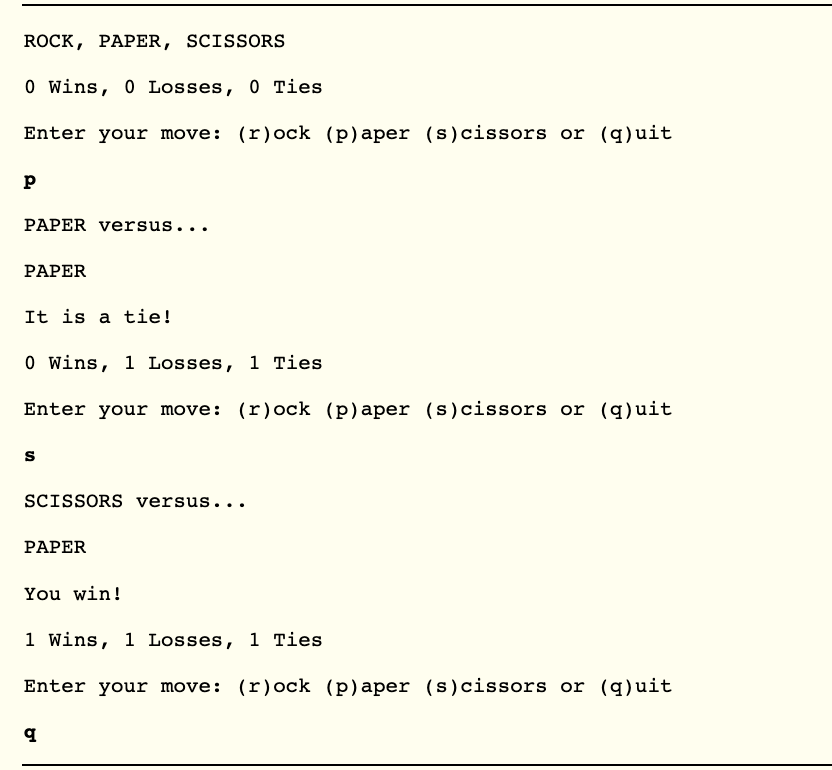 ROCK, PAPER, SCISSORS
0 Wins, 0 Losses, 0 Ties
Enter your move: (r)ock (p)aper (s)cissors or (q)uit
p
PAPER versus...
PAPER
It is a tie!
0 Wins, 1 Losses, 1 Ties
Enter your move: (r)ock (p)aper (s)cissors or (q)uit
s
SCISSORS versus...
PAPER
You win!
1 Wins, 1 Losses, 1 Ties
Enter your move: (r)ock (p)aper (s)cissors or (q)uit
q